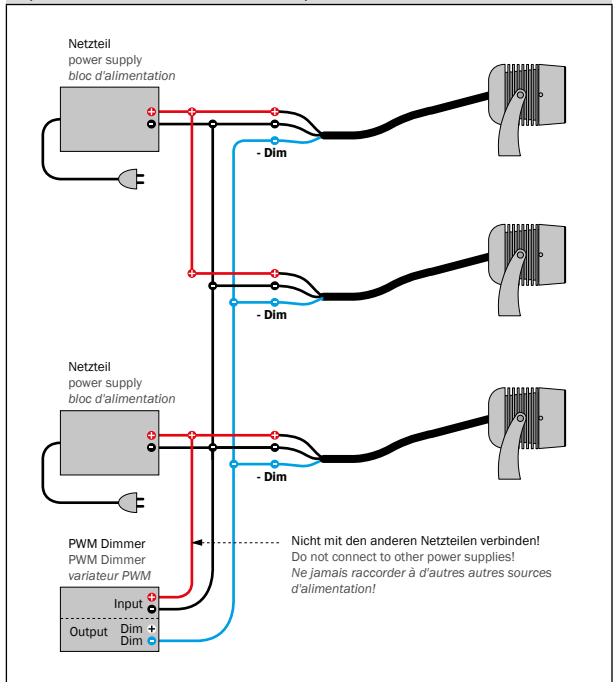 Netzteil
power supply
bloc d'alimentation
- Dim
- Dim
Netzteil
power supply
bloc d'alimentation
- Dim
PWM Dimmer
PWM Dimmer
variateur PWM
Nicht mit den anderen Netzteilen verbinden!
Do not connect to other power supplies!
Ne jamais raccorder à d'autres autres sources
d'alimentation!
Input
Output Dim +
Dim -